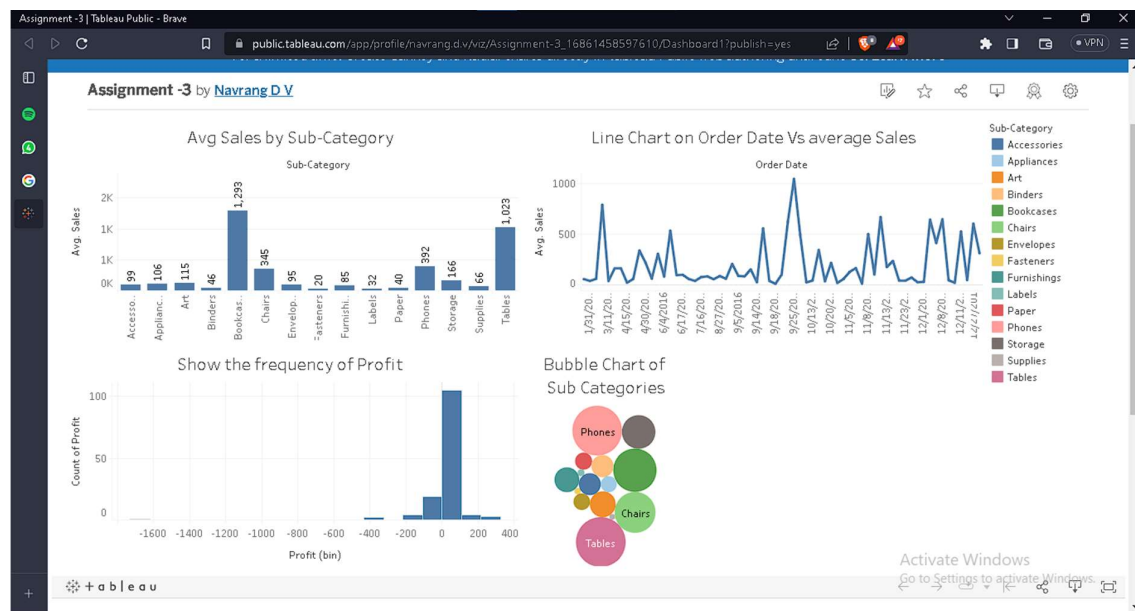 Assignment -3 | Tableau Public - Brave
public.tableau.com/app/profile/navrang.d.v/viz/Assignment-3_16861458597610/Dashboard1?publish=yes
VPN
Assignment -3 by Navrang D V
Avg Sales by Sub-Category
Sub-Category
Avg. Sales
2K
1K
1K
0K
99
106
115
46
1,293
345
95
20
85
32
40
392
166
66
1,023
Accesso..
Applianc..
Art
Binders
Bookcas..
Chairs
Envelop..
Fasteners
Furnishi..
Labels
Paper
Phones
Storage
Supplies
Tables
Line Chart on Order Date Vs average Sales
Order Date
Avg. Sales
1000
500
0
1/31/20..
3/11/20..
4/15/20..
4/30/20..
6/4/2016
6/17/20..
7/16/20..
8/27/20..
9/5/2016
9/14/20..
9/18/20..
9/25/20..
10/13/2..
10/20/2..
11/5/20..
11/8/20..
11/13/2..
11/23/2..
12/1/20..
12/8/20..
12/11/2..
12/27/201
Sub-Category
Accessories
Appliances
Art
Binders
Bookcases
Chairs
Envelopes
Fasteners
Furnishings
Labels
Paper
Phones
Storage
Supplies
Tables
Show the frequency of Profit
Count of Profit
100
50
0
-1600 -1400 -1200 -1000 -800 -600 -400 -200 0 200 400
Profit (bin)
Bubble Chart of
Sub Categories
Phones
Chairs
Tables
Activate Windows
Go to Settings to activate Windows.
+ a b | e a u